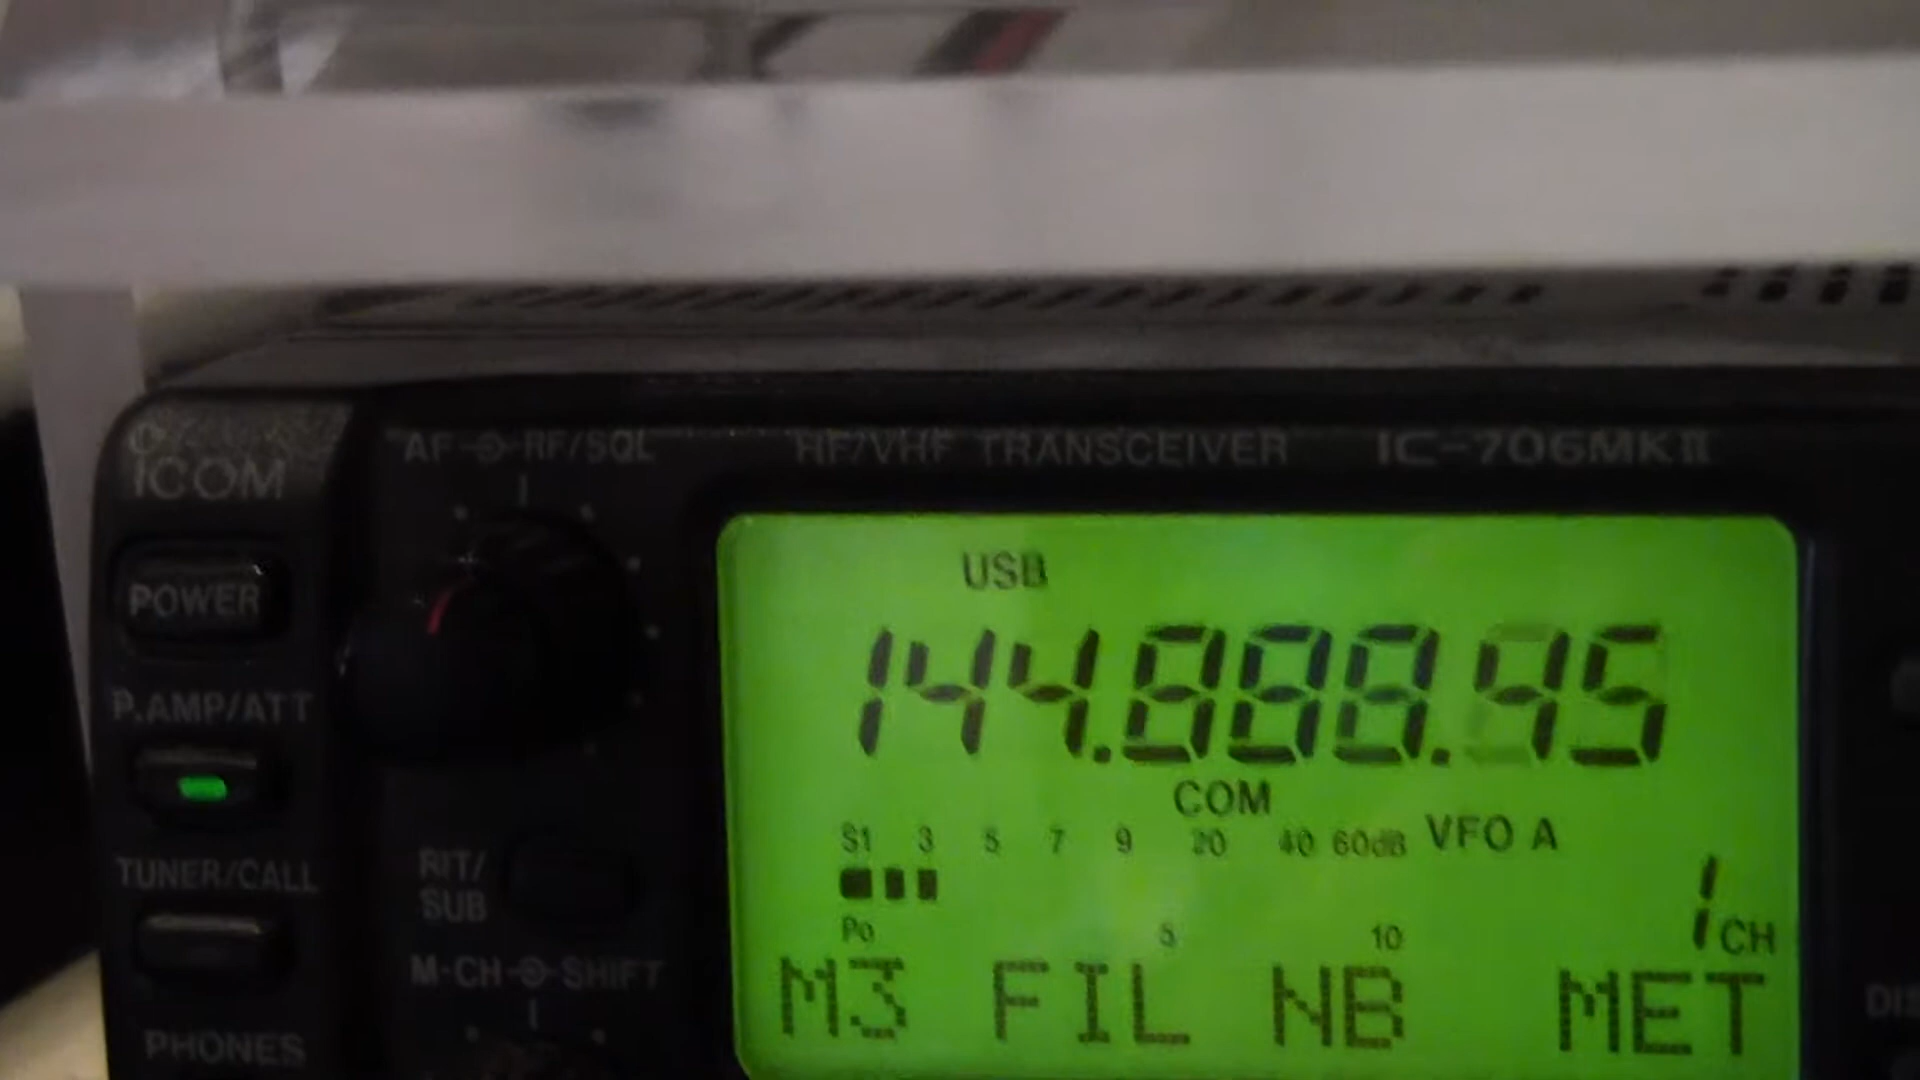 ICOM
AF RF/SQL
HF/VHF TRANSCEIVER
IC-706MKII
POWER
P.AMP/ATT
TUNER/CALL
RIT/
SUB
M-CH SHIFT
PHONES
USB
144.888.45
COM
S1 3 5 7 9 20 40 60dB VFO A
1CH
Po 5 10
M3 FIL NB MET